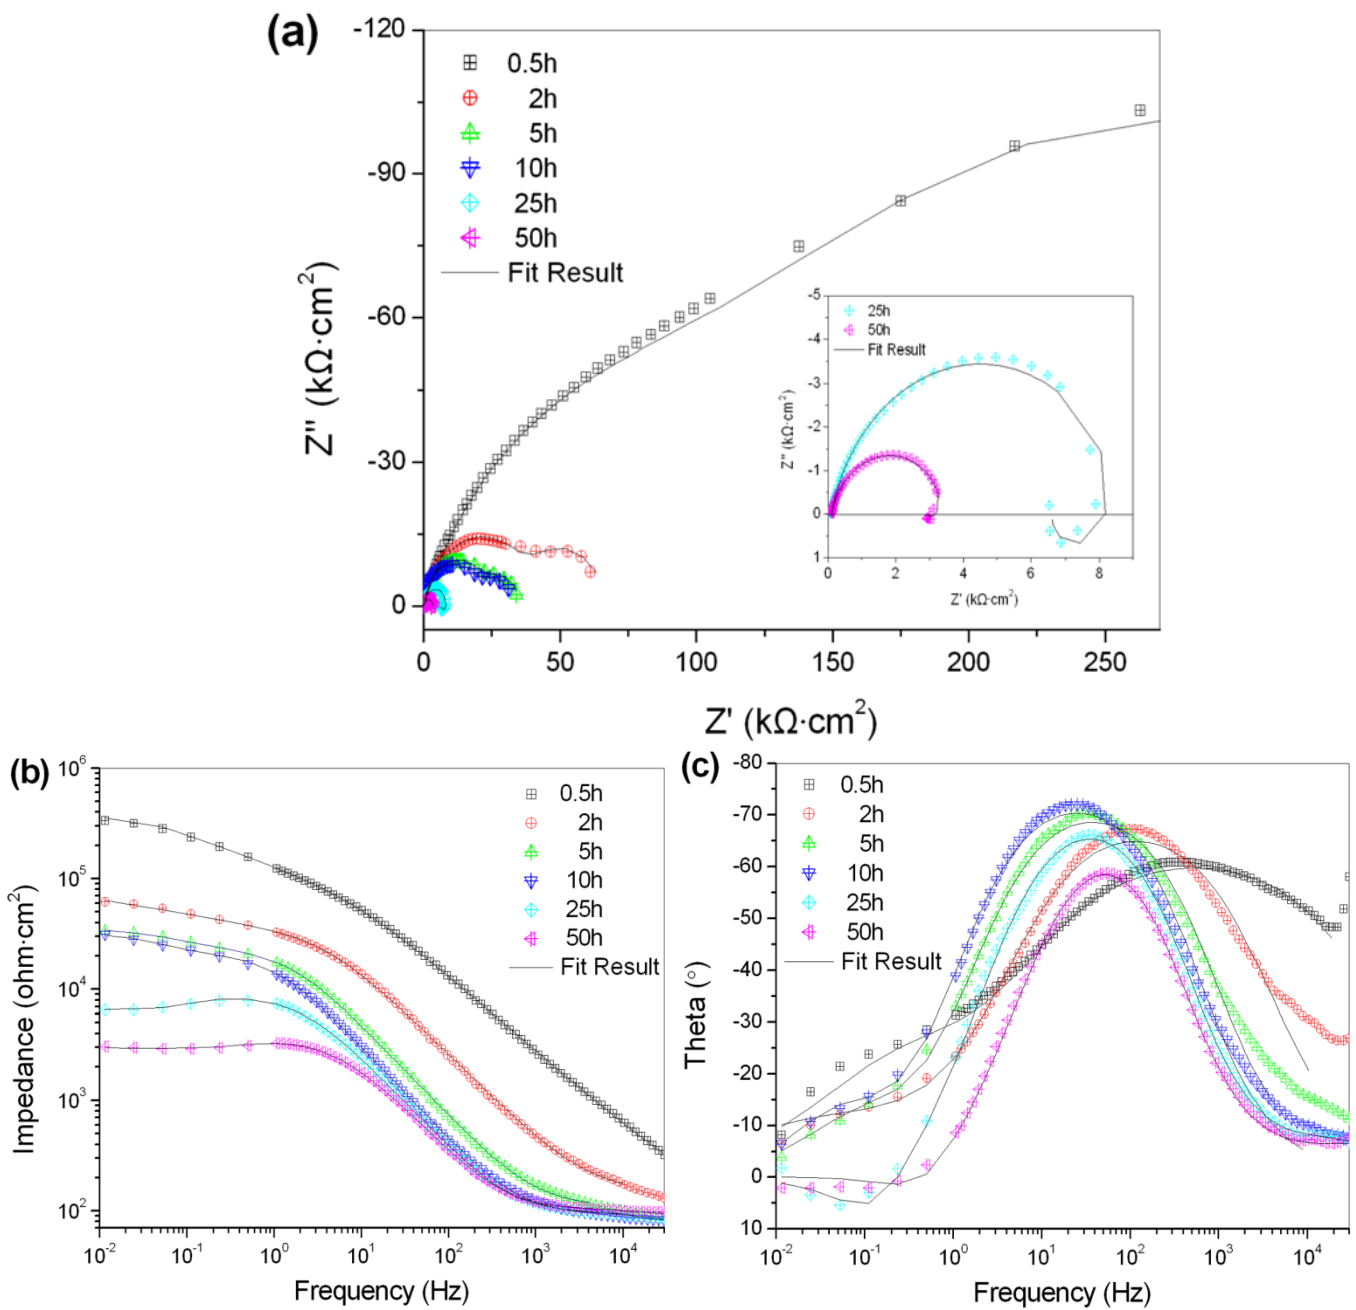 (a)
-120
-90
-60
-30
0
Z'' (kΩ·cm²)
0.5h
2h
5h
10h
25h
50h
Fit Result
-5
-4
-3
-2
-1
0
1
Z'' (kΩ·cm²)
25h
50h
Fit Result
0 2 4 6 8
Z' (kΩ·cm²)
0 50 100 150 200 250
Z' (kΩ·cm²)
(b)
10⁶
10⁵
10⁴
10³
10²
Impedance (ohm·cm²)
0.5h
2h
5h
10h
25h
50h
Fit Result
10⁻² 10⁻¹ 10⁰ 10¹ 10² 10³ 10⁴
Frequency (Hz)
(c)
-80
-70
-60
-50
-40
-30
-20
-10
0
10
Theta (°)
0.5h
2h
5h
10h
25h
50h
Fit Result
10⁻² 10⁻¹ 10⁰ 10¹ 10² 10³ 10⁴
Frequency (Hz)